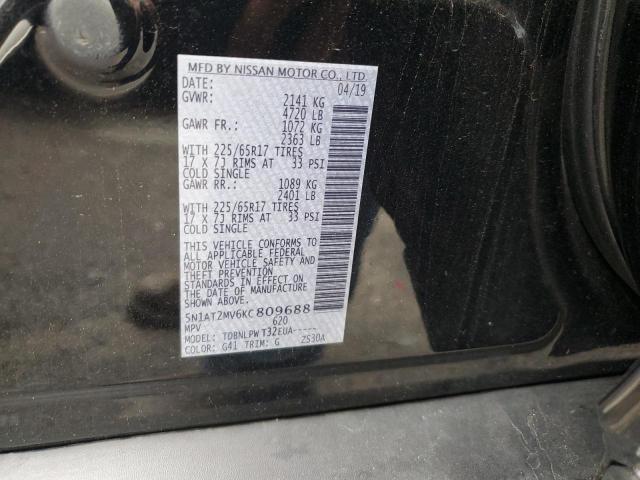 MFD BY NISSAN MOTOR CO., LTD.
DATE: 04/19
GVWR: 2141 KG
4720 LB
GAWR FR.: 1072 KG
2363 LB
WITH 225/65R17 TIRES
17 X 7J RIMS AT 33 PSI
COLD SINGLE
GAWR RR.: 1089 KG
2401 LB
WITH 225/65R17 TIRES
17 X 7J RIMS AT 33 PSI
COLD SINGLE
THIS VEHICLE CONFORMS TO
ALL APPLICABLE FEDERAL
MOTOR VEHICLE SAFETY AND
THEFT PREVENTION
STANDARDS IN EFFECT ON
THE DATE OF MANUFACTURE
SHOWN ABOVE.
5N1AT2MV6KC809688
MPV 620
MODEL: TDBNLPWT32EUA-----
COLOR: G41 TRIM: G ZS30A